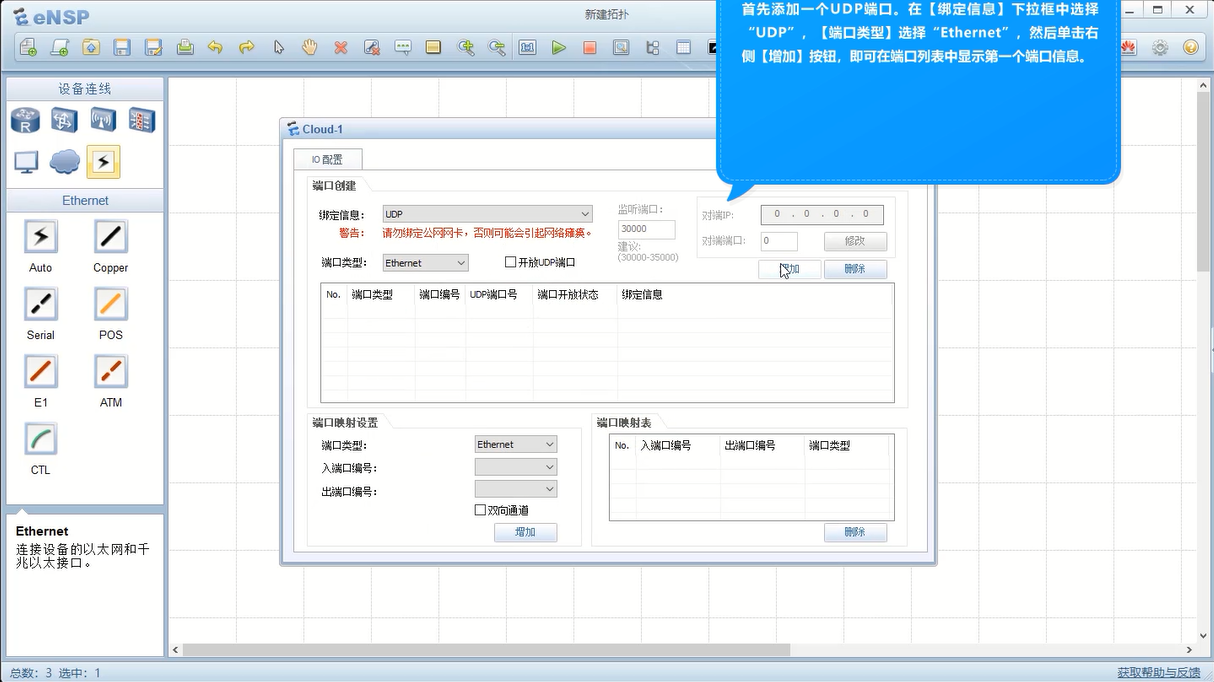 eNSP
新建拓扑
首先添加一个UDP端口。在【绑定信息】下拉框中选择
“UDP”，【端口类型】选择“Ethernet”，然后单击右
侧【增加】按钮，即可在端口列表中显示第一个端口信息。
设备连线
Ethernet
Auto
Copper
Serial
POS
E1
ATM
CTL
Ethernet
连接设备的以太网和千
兆以太接口。
Cloud-1
IO 配置
端口创建
绑定信息： UDP
警告： 请勿绑定公网网卡，否则可能会引起网络瘫痪。
端口类型： Ethernet 开放UDP端口
监听端口：
30000
建议：
(30000-35000)
对端IP： 0 . 0 . 0 . 0
对端端口： 0 修改
增加 删除
No. 端口类型 端口编号 UDP端口号 端口开放状态 绑定信息
端口映射设置
端口类型： Ethernet
入端口编号：
出端口编号：
双向通道
增加
端口映射表
No. 入端口编号 出端口编号 端口类型
删除
总数：3 选中：1
获取帮助与反馈